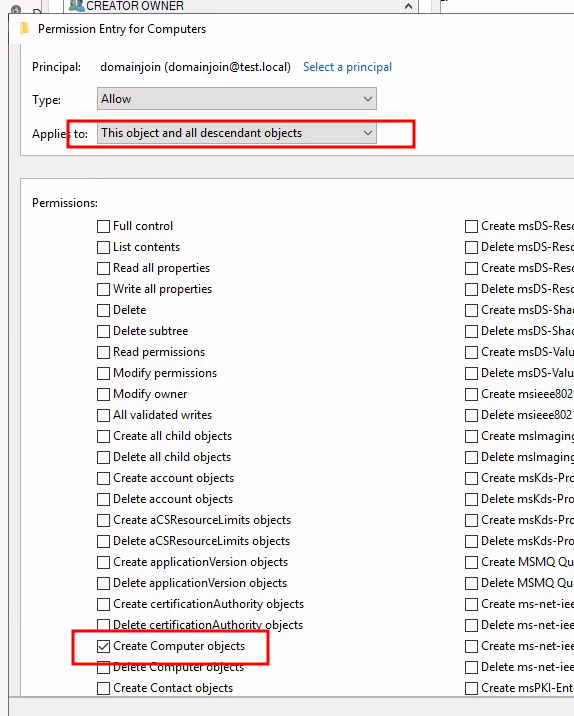 CREATOR OWNER
Permission Entry for Computers
Principal: domainjoin (domainjoin@test.local) Select a principal
Type: Allow
Applies to: This object and all descendant objects
Permissions:
Full control
List contents
Read all properties
Write all properties
Delete
Delete subtree
Read permissions
Modify permissions
Modify owner
All validated writes
Create all child objects
Delete all child objects
Create account objects
Delete account objects
Create aCSResourceLimits objects
Delete aCSResourceLimits objects
Create applicationVersion objects
Delete applicationVersion objects
Create certificationAuthority objects
Delete certificationAuthority objects
Create Computer objects
Delete Computer objects
Create Contact objects
Create msDS-Reso
Delete msDS-Reso
Create msDS-Reso
Delete msDS-Reso
Create msDS-Sha
Delete msDS-Sha
Create msDS-Valu
Delete msDS-Valu
Create msieee802
Delete msieee802
Create msImaging
Delete msImaging
Create msKds-Pro
Delete msKds-Pro
Create msKds-Pro
Delete msKds-Pro
Create MSMQ Qu
Delete MSMQ Qu
Create ms-net-iee
Delete ms-net-iee
Create ms-net-iee
Delete ms-net-iee
Create msPKI-Ent